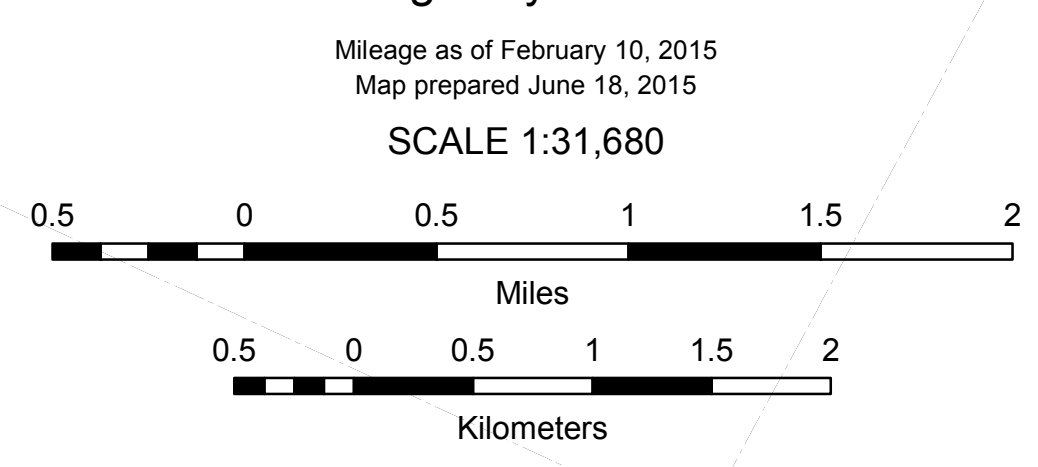 Mileage as of February 10, 2015
Map prepared June 18, 2015
SCALE 1:31,680
0.5 0 0.5 1 1.5 2
Miles
0.5 0 0.5 1 1.5 2
Kilometers